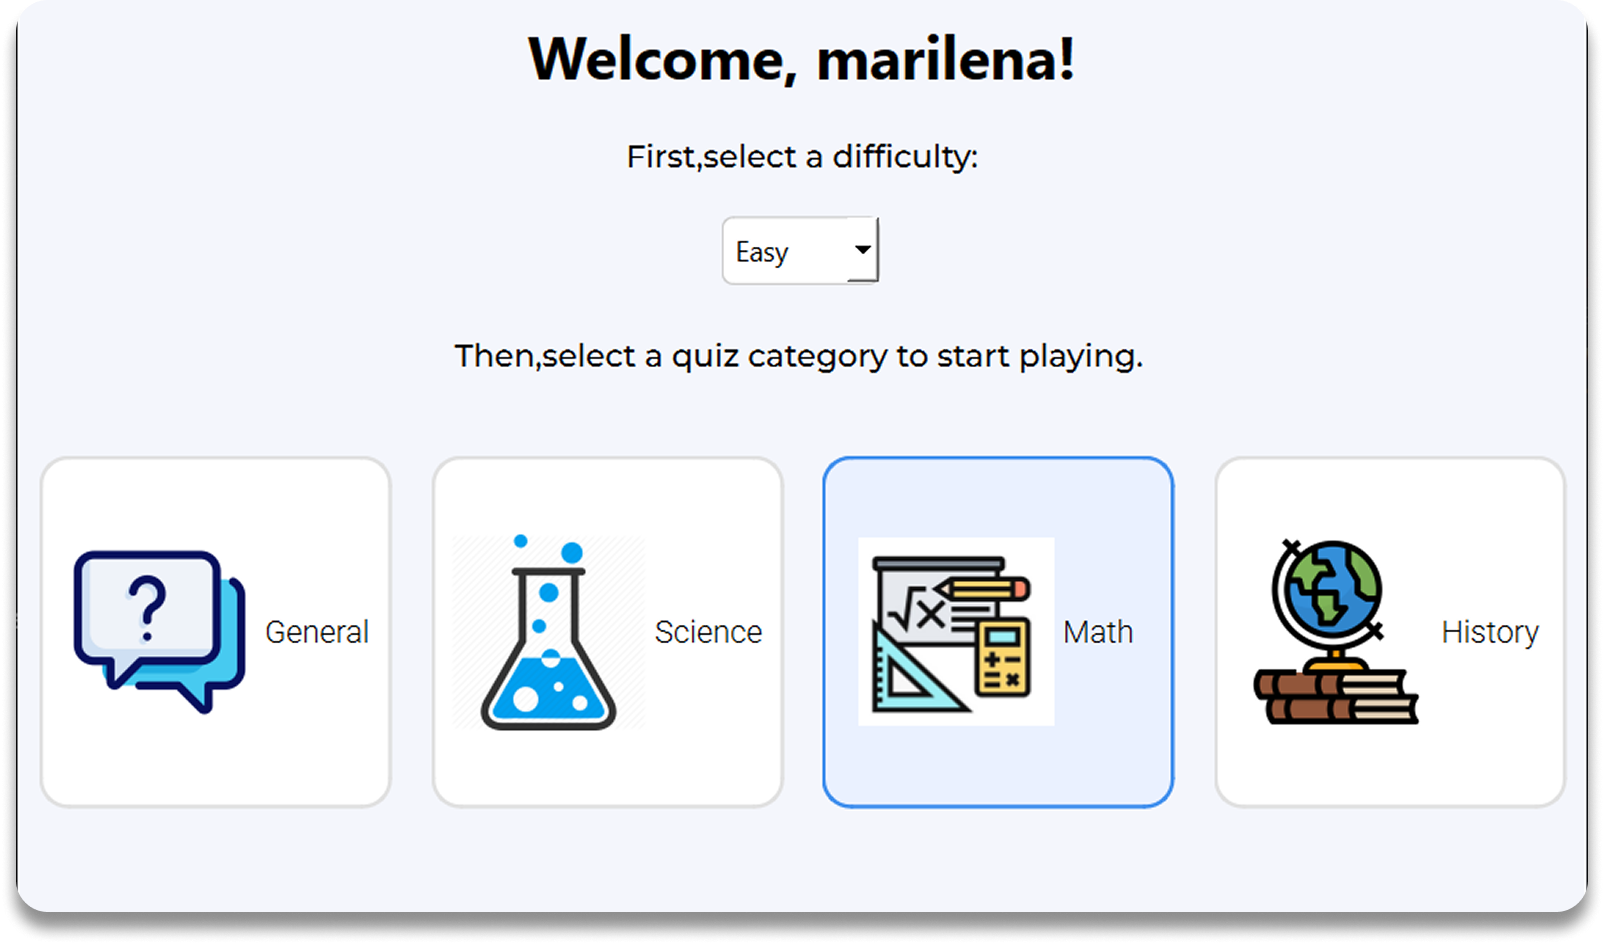 Welcome, marilena!
First,select a difficulty:
Easy
Then,select a quiz category to start playing.
?
General
Science
√x
Math
History